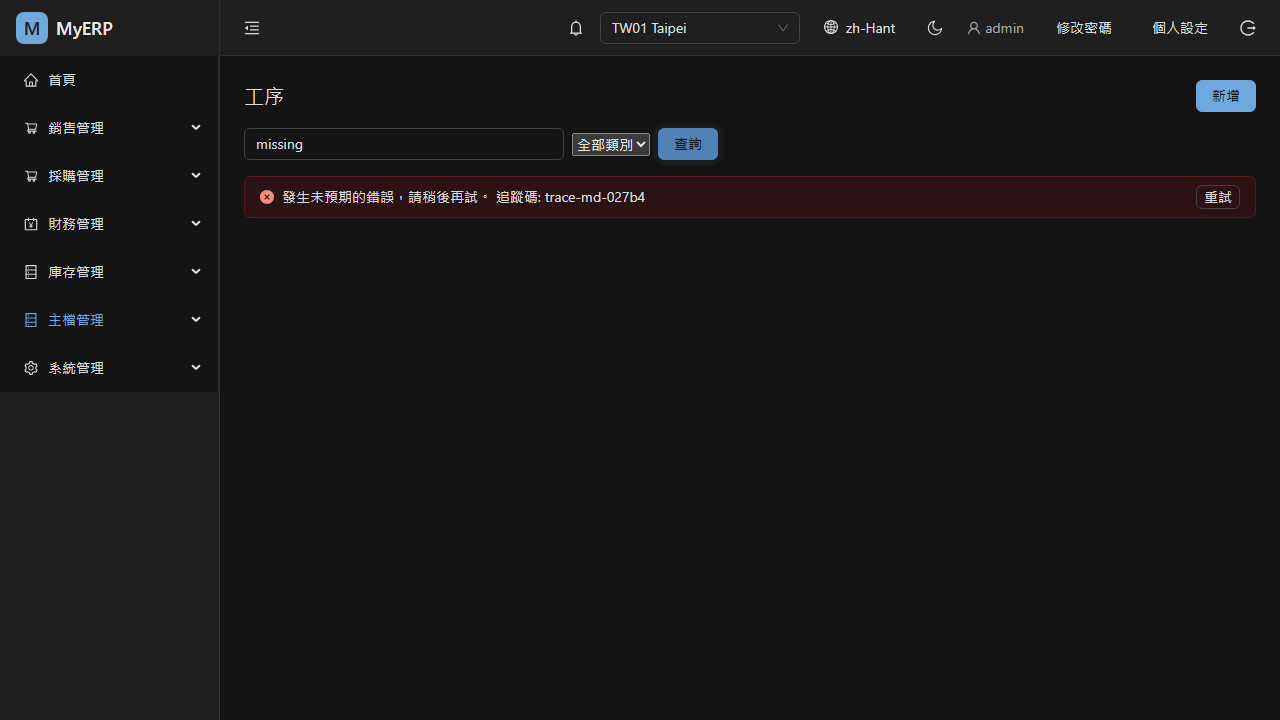 M MyERP
TW01 Taipei
zh-Hant
admin
修改密碼
個人設定
首頁
銷售管理
採購管理
財務管理
庫存管理
主檔管理
系統管理
工序
新增
missing
全部類別
查詢
發生未預期的錯誤，請稍後再試。 追蹤碼: trace-md-027b4
重試